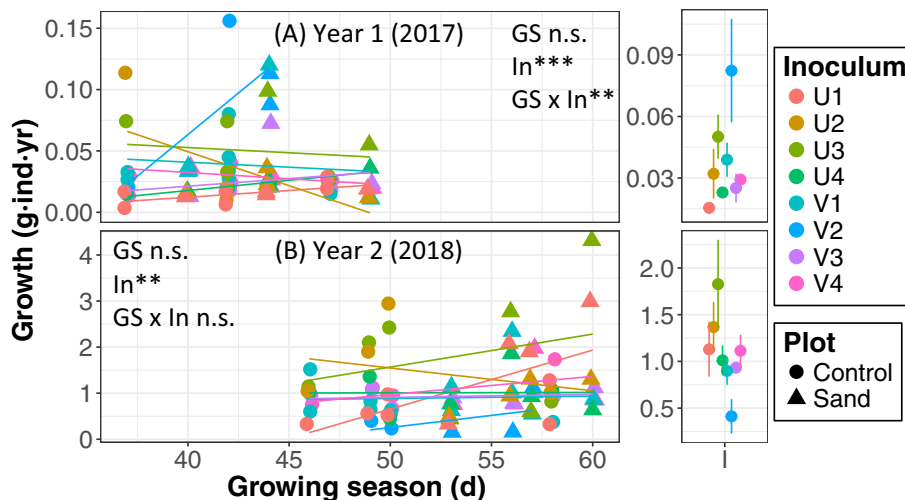 (A) Year 1 (2017)
GS n.s.
In***
GS x In**
0.15
0.10
0.05
0.00
0.09
0.06
0.03
Growth (g·ind·yr)
GS n.s.
In**
GS x In n.s.
(B) Year 2 (2018)
4
3
2
1
0
2.0
1.5
1.0
0.5
40
45
50
55
60
I
Growing season (d)
Inoculum
U1
U2
U3
U4
V1
V2
V3
V4
Plot
Control
Sand